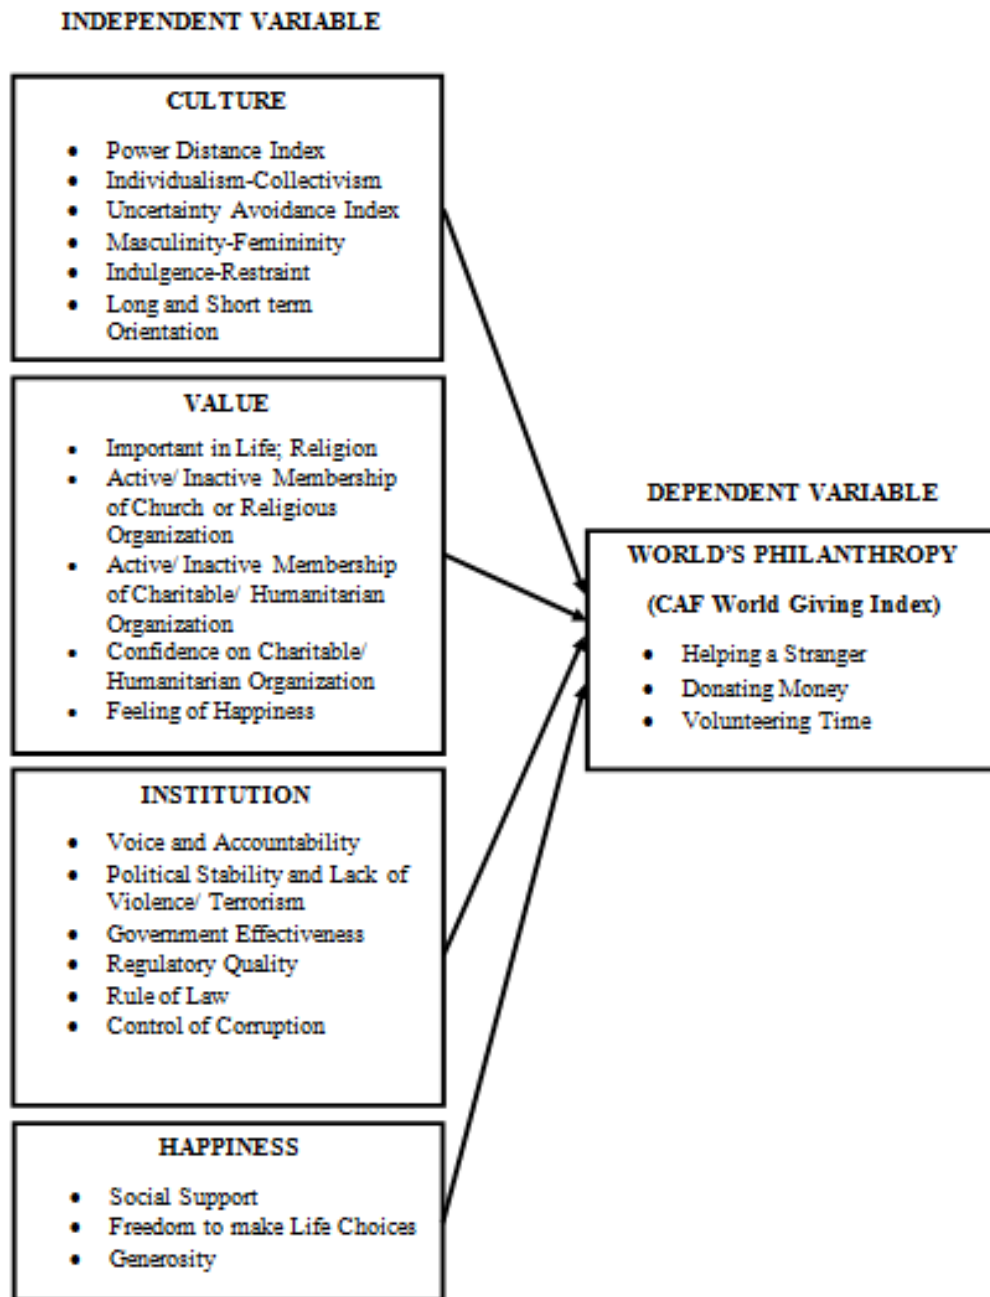 INDEPENDENT VARIABLE
CULTURE
• Power Distance Index
• Individualism-Collectivism
• Uncertainty Avoidance Index
• Masculinity-Femininity
• Indulgence-Restraint
• Long and Short term
Orientation
VALUE
• Important in Life; Religion
• Active/ Inactive Membership
of Church or Religious
Organization
• Active/ Inactive Membership
of Charitable/ Humanitarian
Organization
• Confidence on Charitable/
Humanitarian Organization
• Feeling of Happiness
INSTITUTION
• Voice and Accountability
• Political Stability and Lack of
Violence/ Terrorism
• Government Effectiveness
• Regulatory Quality
• Rule of Law
• Control of Corruption
HAPPINESS
• Social Support
• Freedom to make Life Choices
• Generosity
DEPENDENT VARIABLE
WORLD'S PHILANTHROPY
(CAF World Giving Index)
• Helping a Stranger
• Donating Money
• Volunteering Time